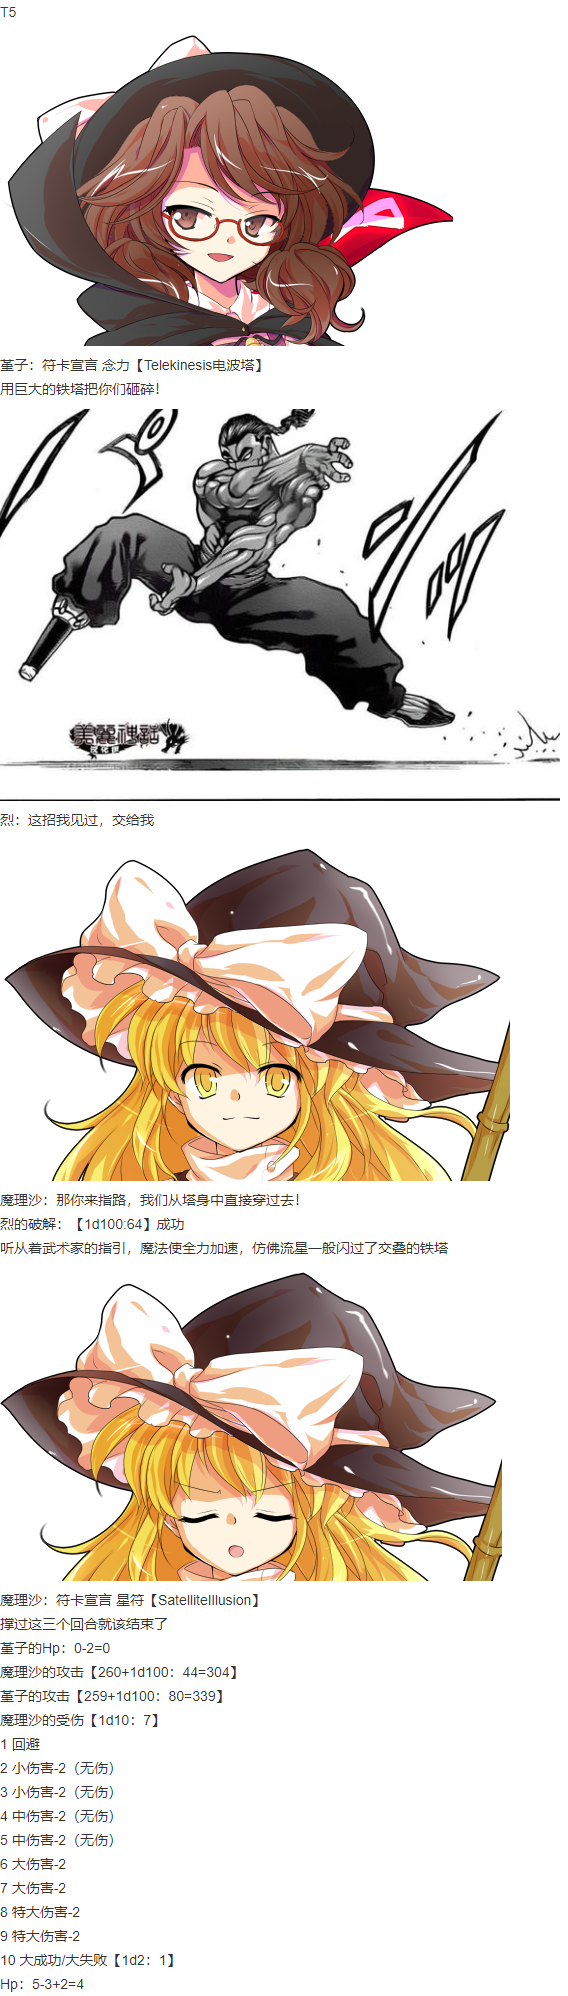 T5
堇子：符卡宣言 念力【Telekinesis电波塔】
用巨大的铁塔把你们砸碎！
美麗神話
汉化组
烈：这招我见过，交给我
魔理沙：那你来指路，我们从塔身中直接穿过去！
烈的破解：【1d100:64】成功
听从着武术家的指引，魔法使全力加速，仿佛流星一般闪过了交叠的铁塔
魔理沙：符卡宣言 星符【SatelliteIllusion】
撑过这三个回合就该结束了
堇子的Hp：0-2=0
魔理沙的攻击【260+1d100：44=304】
堇子的攻击【259+1d100：80=339】
魔理沙的受伤【1d10：7】
1 回避
2 小伤害-2（无伤）
3 小伤害-2（无伤）
4 中伤害-2（无伤）
5 中伤害-2（无伤）
6 大伤害-2
7 大伤害-2
8 特大伤害-2
9 特大伤害-2
10 大成功/大失败【1d2：1】
Hp：5-3+2=4